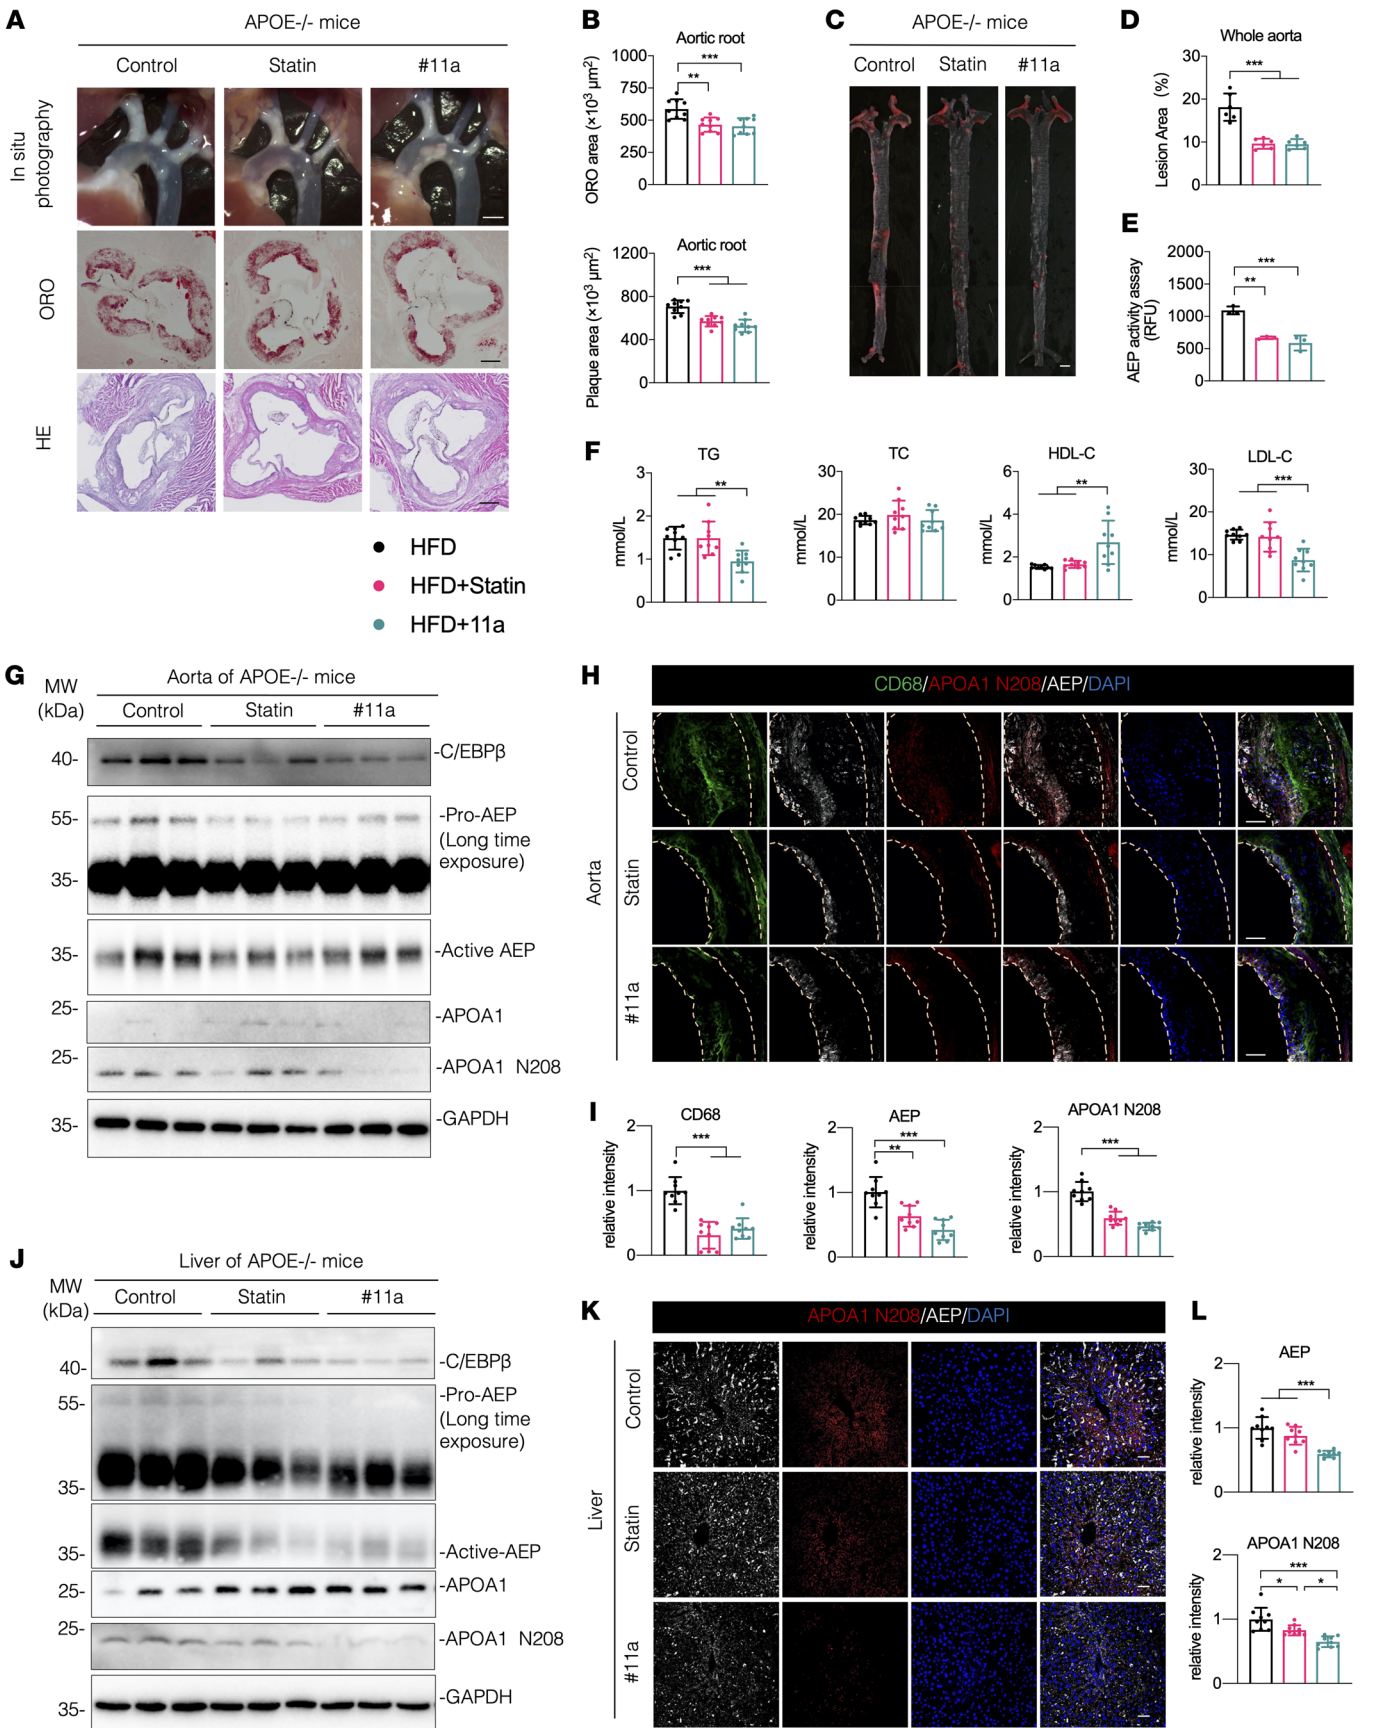 A
APOE-/- mice
Control Statin #11a
In situ
photography
ORO
HE
HFD
HFD+Statin
HFD+11a
B
Aortic root
ORO area (×10³ µm²)
1000
750
500
250
0
***
**
Aortic root
Plaque area (×10³ µm²)
1200
800
400
0
***
C
APOE-/- mice
Control Statin #11a
D
Whole aorta
Lesion Area (%)
30
20
10
0
***
E
AEP activity assay
(RFU)
2000
1500
1000
500
0
***
**
F
TG
mmol/L
3
2
1
0
**
TC
mmol/L
30
20
10
0
HDL-C
mmol/L
6
4
2
0
**
LDL-C
mmol/L
30
20
10
0
***
G
Aorta of APOE-/- mice
MW
(kDa)
Control Statin #11a
40- -C/EBPβ
55- -Pro-AEP
(Long time
exposure)
35-
35- -Active AEP
25- -APOA1
25- -APOA1 N208
35- -GAPDH
H
CD68/APOA1 N208/AEP/DAPI
Aorta
Control
Statin
#11a
I
CD68
relative intensity
2
1
0
***
AEP
relative intensity
2
1
0
***
**
APOA1 N208
relative intensity
2
1
0
***
J
Liver of APOE-/- mice
MW
(kDa)
Control Statin #11a
40- -C/EBPβ
55- -Pro-AEP
(Long time
exposure)
35-
35- -Active-AEP
25- -APOA1
25- -APOA1 N208
35- -GAPDH
K
APOA1 N208/AEP/DAPI
Liver
Control
Statin
#11a
L
AEP
relative intensity
2
1
0
***
APOA1 N208
relative intensity
2
1
0
***
* *